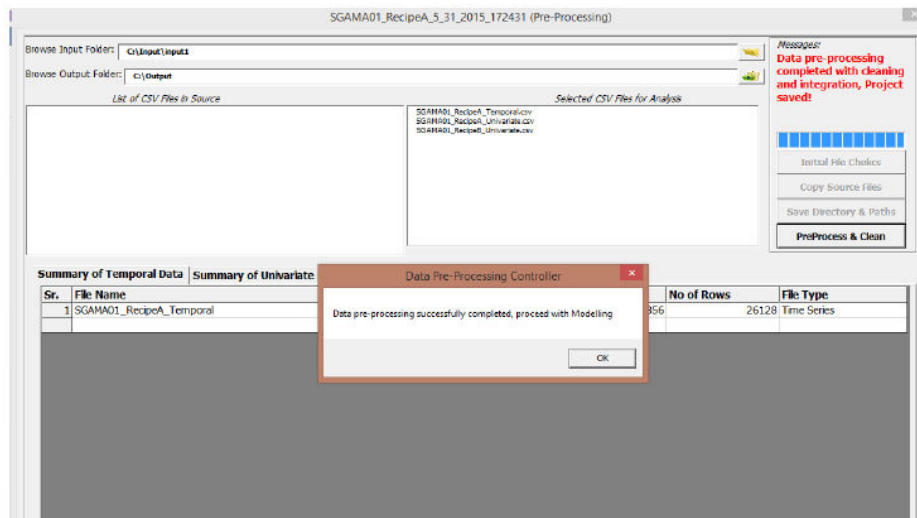 SGAMA01_RecipeA_5_31_2015_172431 (Pre-Processing)
Browse Input Folder: C:\Input\input1
Browse Output Folder: C:\Output
List of CSV Files in Source
Selected CSV Files for Analysis
SGAMA01_RecipeA_Temporal.csv
SGAMA01_RecipeA_Univariate.csv
SGAMA01_RecipeB_Univariate.csv
Messages:
Data pre-processing
completed with cleaning
and integration, Project
saved!
Initial File Chekcs
Copy Source Files
Save Directory & Paths
PreProcess & Clean
Summary of Temporal Data Summary of Univariate
Data Pre-Processing Controller
Data pre-processing successfully completed, proceed with Modelling
OK
Sr. File Name No of Rows File Type
1 SGAMA01_RecipeA_Temporal 356 26128 Time Series